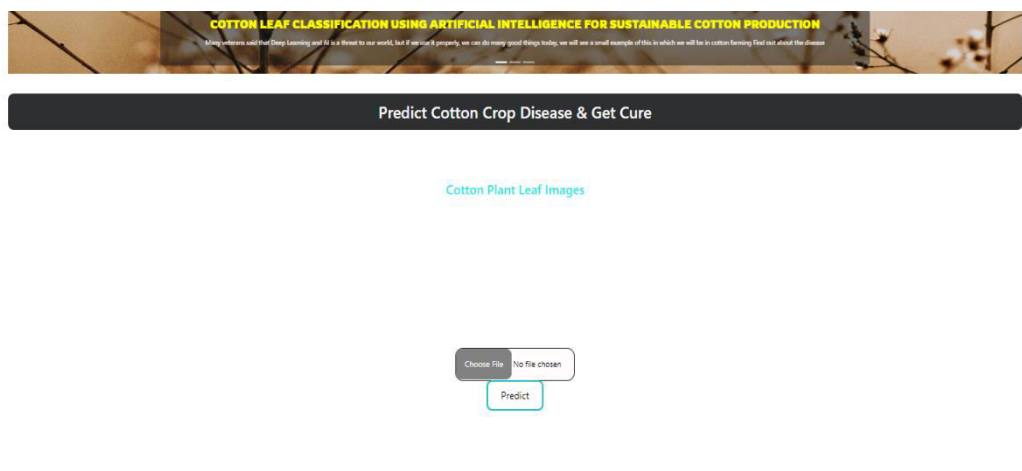 COTTON LEAF CLASSIFICATION USING ARTIFICIAL INTELLIGENCE FOR SUSTAINABLE COTTON PRODUCTION
Many veterans said that Deep Learning and AI is a threat to our world, but if we use it properly, we can do many good things today, we will see a small example of this in which we will be in cotton farming Find out about the disease
Predict Cotton Crop Disease & Get Cure
Cotton Plant Leaf Images
Choose File No file chosen
Predict